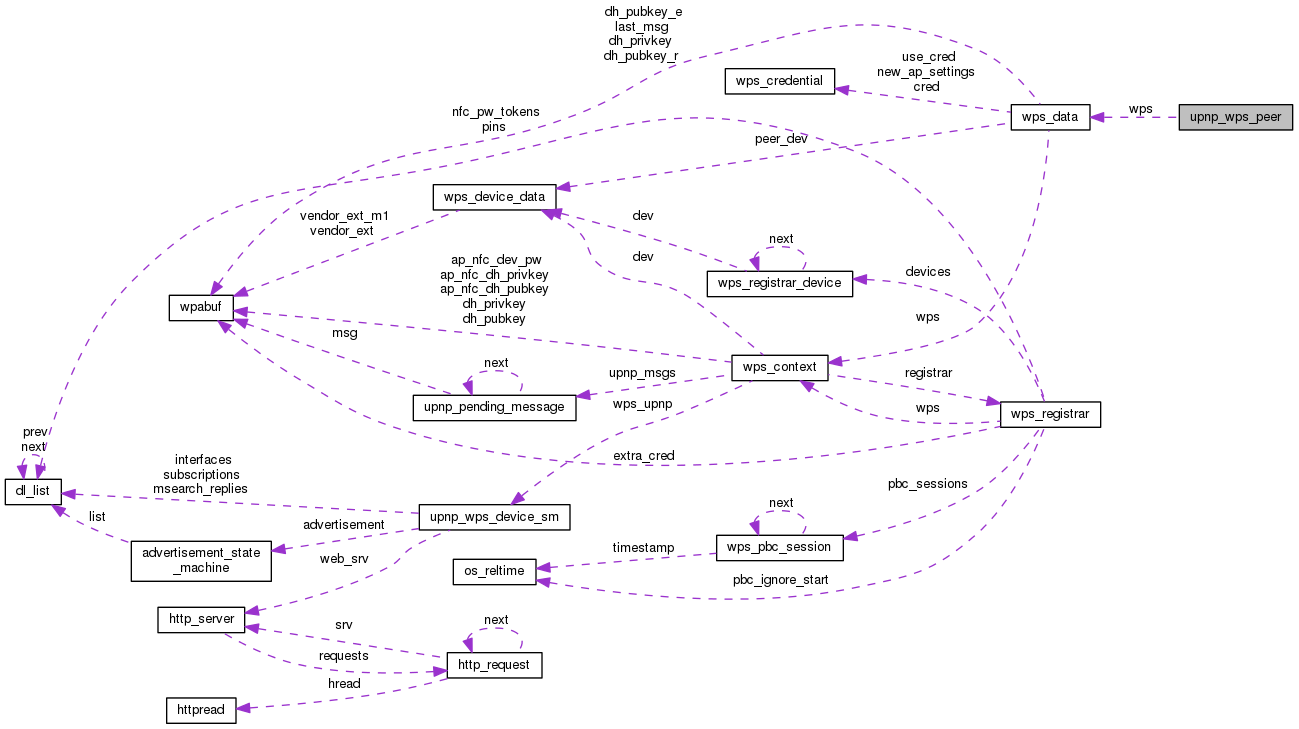 dh_pubkey_e
last_msg
dh_privkey
dh_pubkey_r
use_cred
new_ap_settings
cred
wps_credential
nfc_pw_tokens
pins
wps_data
wps
upnp_wps_peer
peer_dev
wps_device_data
vendor_ext_m1
vendor_ext
dev
next
ap_nfc_dev_pw
ap_nfc_dh_privkey
ap_nfc_dh_pubkey
dh_privkey
dh_pubkey
dev
wps_registrar_device
devices
wpabuf
msg
wps
next
upnp_msgs
wps_context
registrar
upnp_pending_message
wps_upnp
wps
wps_registrar
prev
next
extra_cred
interfaces
subscriptions
msearch_replies
pbc_sessions
dl_list
list
upnp_wps_device_sm
next
advertisement
advertisement_state
_machine
web_srv
timestamp
wps_pbc_session
os_reltime
pbc_ignore_start
http_server
srv
next
requests
http_request
hread
httpread